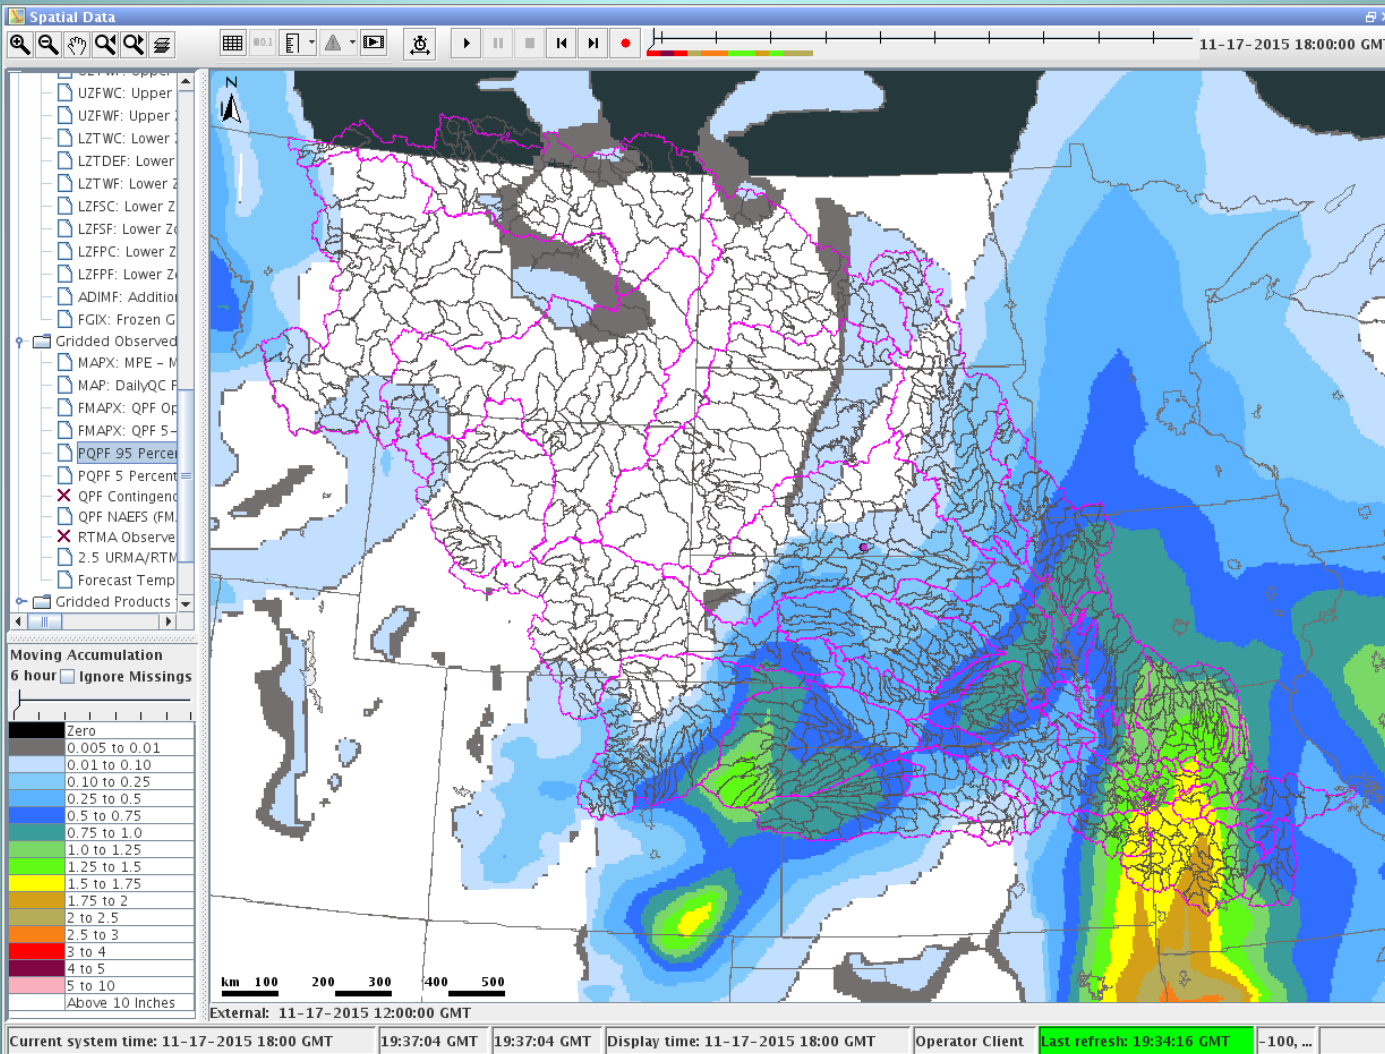 Spatial Data
11-17-2015 18:00:00 GMT
UZFWC: Upper
UZFWF: Upper
LZTWC: Lower
LZTDEF: Lower
LZTWF: Lower Z
LZFSC: Lower Z
LZFSF: Lower Zo
LZFPC: Lower Z
LZFPF: Lower Z
ADIMF: Additio
FGIX: Frozen G
Gridded Observed
MAPX: MPE - M
MAP: DailyQC F
FMAPX: QPF Op
FMAPX: QPF 5-
PQPF 95 Percen
PQPF 5 Percent
QPF Contingenc
QPF NAEFS (FM
RTMA Observe
2.5 URMA/RTM
Forecast Temp
Gridded Products
Moving Accumulation
6 hour Ignore Missings
Zero
0.005 to 0.01
0.01 to 0.10
0.10 to 0.25
0.25 to 0.5
0.5 to 0.75
0.75 to 1.0
1.0 to 1.25
1.25 to 1.5
1.5 to 1.75
1.75 to 2
2 to 2.5
2.5 to 3
3 to 4
4 to 5
5 to 10
Above 10 Inches
N
km 100 200 300 400 500
External: 11-17-2015 12:00:00 GMT
Current system time: 11-17-2015 18:00 GMT
19:37:04 GMT
19:37:04 GMT
Display time: 11-17-2015 18:00 GMT
Operator Client
Last refresh: 19:34:16 GMT
-100, ...